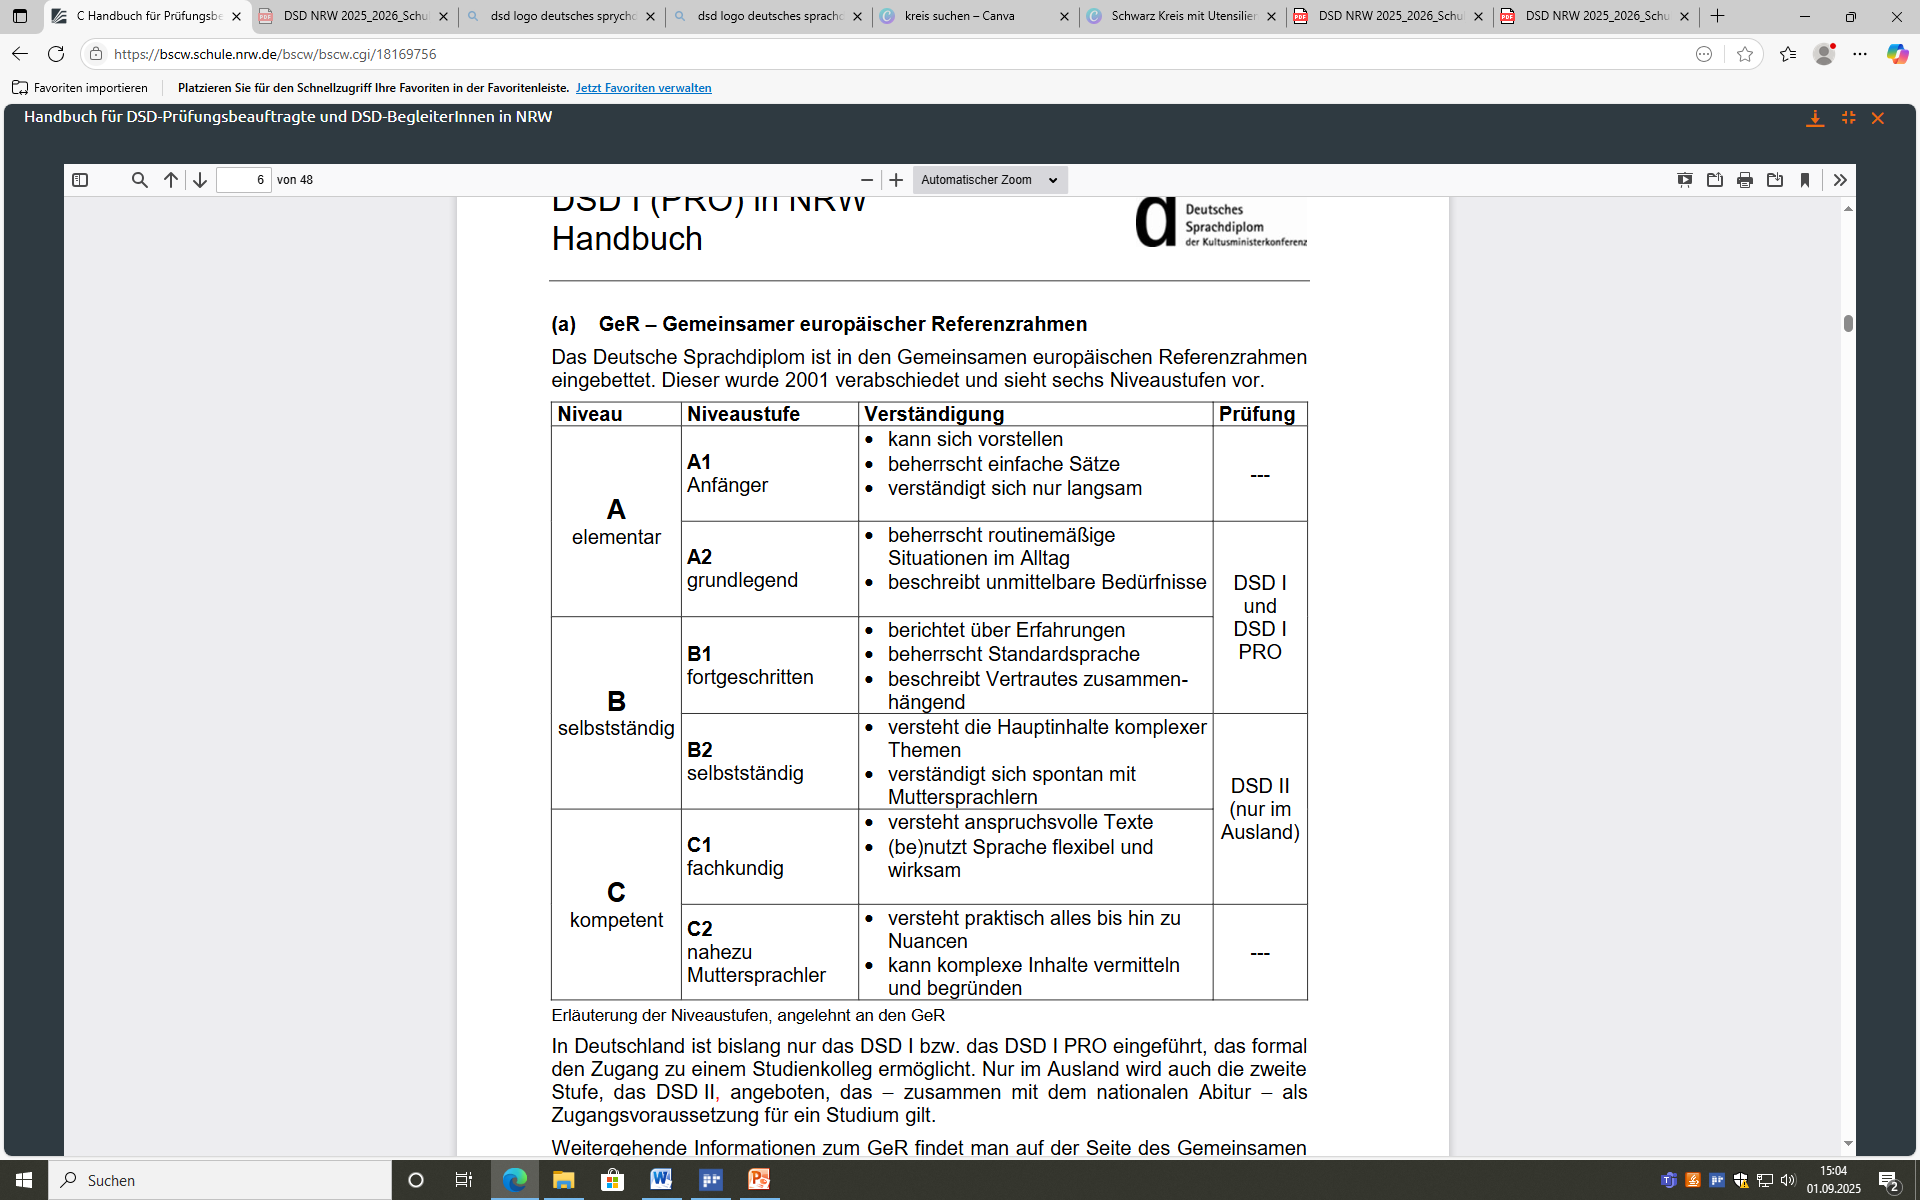 C Handbuch für Prüfungsbe
DSD NRW 2025_2026_Schul
dsd logo deutsches sprychd
dsd logo deutsches sprachd
kreis suchen – Canva
Schwarz Kreis mit Utensilien
DSD NRW 2025_2026_Schul
DSD NRW 2025_2026_Schu
https://bscw.schule.nrw.de/bscw/bscw.cgi/18169756
Favoriten importieren
Platzieren Sie für den Schnellzugriff Ihre Favoriten in der Favoritenleiste. Jetzt Favoriten verwalten
Handbuch für DSD-Prüfungsbeauftragte und DSD-BegleiterInnen in NRW
6 von 48
Automatischer Zoom
DSD I (PRO) in NRW
Handbuch
d
Deutsches
Sprachdiplom
der Kultusministerkonferenz
(a) GeR – Gemeinsamer europäischer Referenzrahmen
Das Deutsche Sprachdiplom ist in den Gemeinsamen europäischen Referenzrahmen
eingebettet. Dieser wurde 2001 verabschiedet und sieht sechs Niveaustufen vor.
Niveau Niveaustufe Verständigung Prüfung
A
elementar
A1
Anfänger
• kann sich vorstellen
• beherrscht einfache Sätze
• verständigt sich nur langsam
---
A2
grundlegend
• beherrscht routinemäßige
Situationen im Alltag
• beschreibt unmittelbare Bedürfnisse
DSD I
und
DSD I
PRO
B
selbstständig
B1
fortgeschritten
• berichtet über Erfahrungen
• beherrscht Standardsprache
• beschreibt Vertrautes zusammen-
hängend
B2
selbstständig
• versteht die Hauptinhalte komplexer
Themen
• verständigt sich spontan mit
Muttersprachlern
DSD II
(nur im
Ausland)
C
kompetent
C1
fachkundig
• versteht anspruchsvolle Texte
• (be)nutzt Sprache flexibel und
wirksam
C2
nahezu
Muttersprachler
• versteht praktisch alles bis hin zu
Nuancen
• kann komplexe Inhalte vermitteln
und begründen
---
Erläuterung der Niveaustufen, angelehnt an den GeR
In Deutschland ist bislang nur das DSD I bzw. das DSD I PRO eingeführt, das formal
den Zugang zu einem Studienkolleg ermöglicht. Nur im Ausland wird auch die zweite
Stufe, das DSD II, angeboten, das – zusammen mit dem nationalen Abitur – als
Zugangsvoraussetzung für ein Studium gilt.
Weitergehende Informationen zum GeR findet man auf der Seite des Gemeinsamen
Suchen
15:04
01.09.2025
2